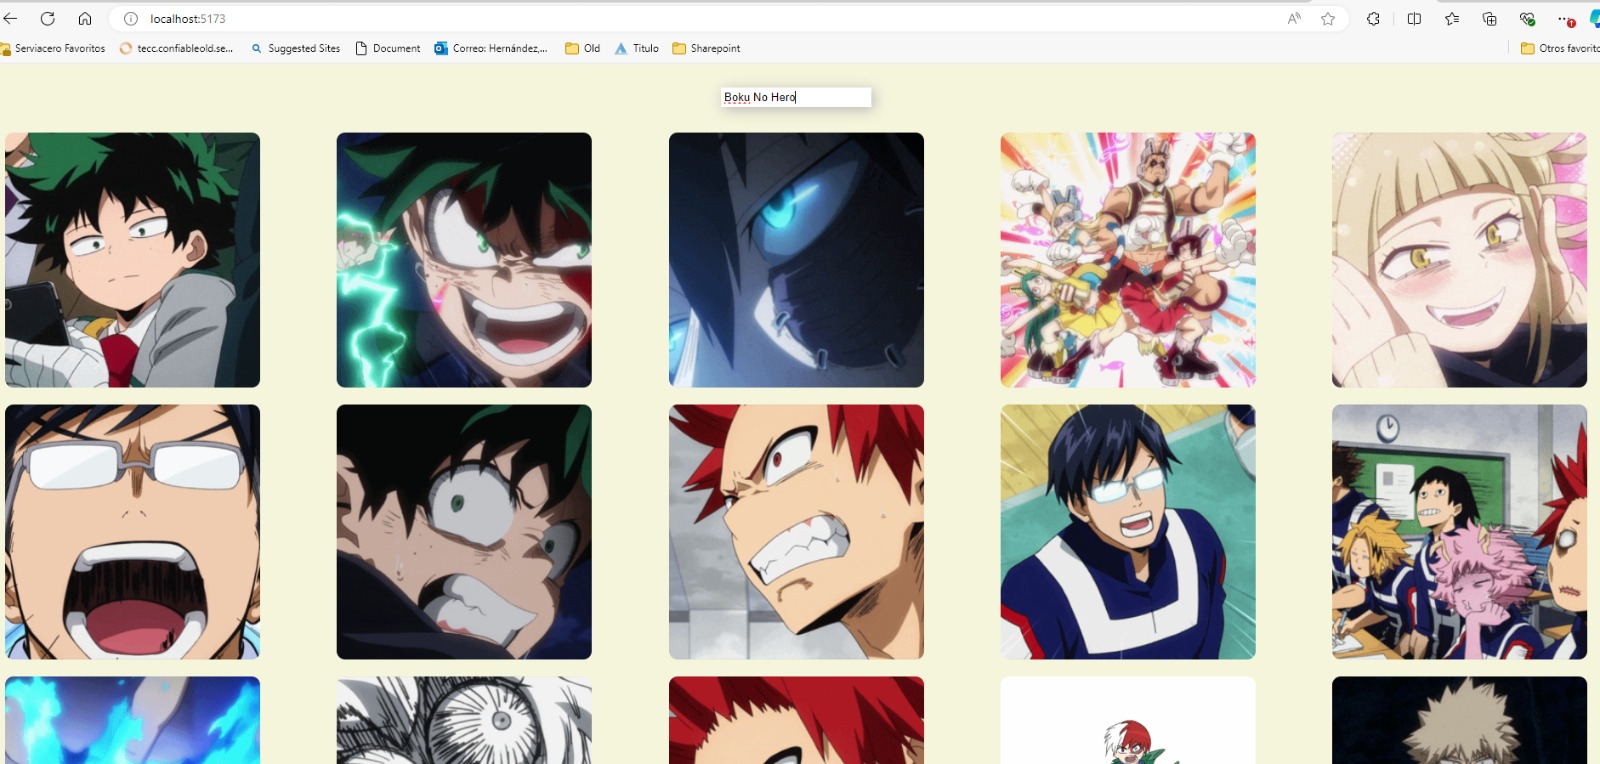 localhost:5173
Serviacero Favoritos
tecc.confiableold.se...
Suggested Sites
Document
Correo: Hernández,...
Old
Titulo
Sharepoint
Otros favorito
Boku No Hero